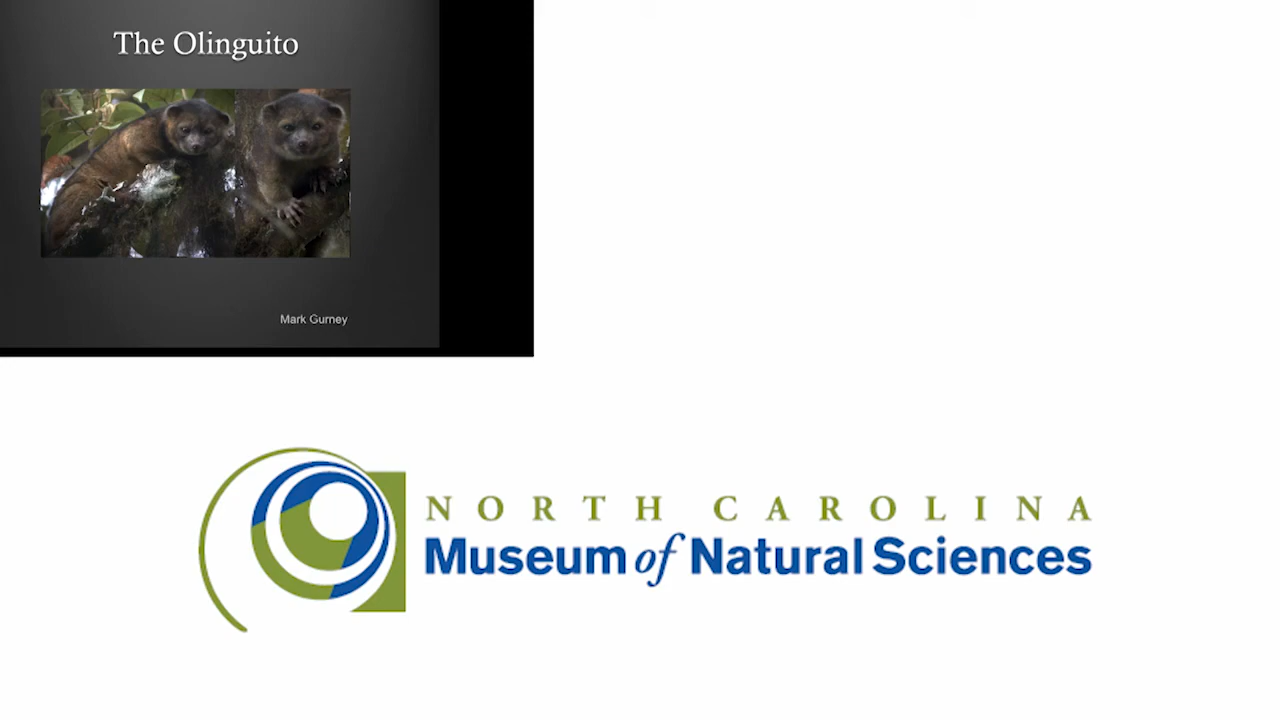 The Olinguito
Mark Gurney
NORTH CAROLINA
Museum of Natural Sciences